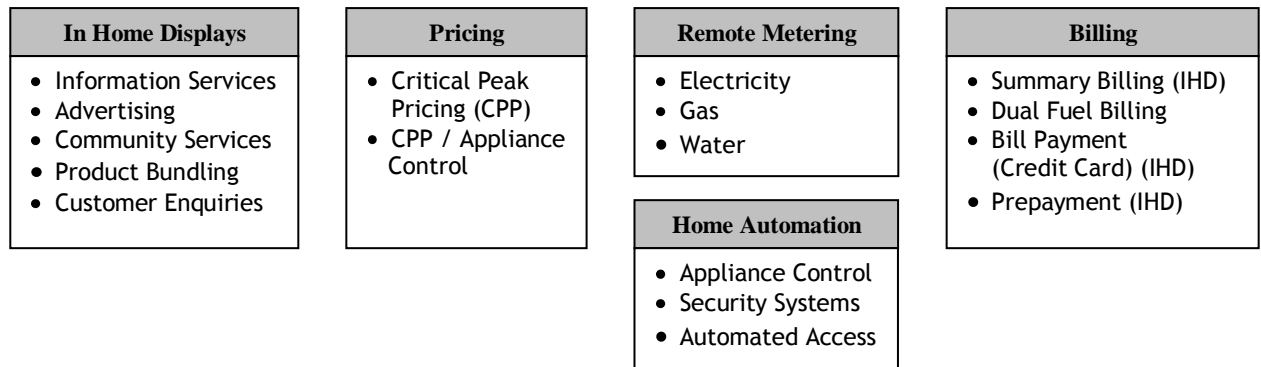 In Home Displays
• Information Services
• Advertising
• Community Services
• Product Bundling
• Customer Enquiries
Pricing
• Critical Peak
Pricing (CPP)
• CPP / Appliance
Control
Remote Metering
• Electricity
• Gas
• Water
Home Automation
• Appliance Control
• Security Systems
• Automated Access
Billing
• Summary Billing (IHD)
• Dual Fuel Billing
• Bill Payment
(Credit Card) (IHD)
• Prepayment (IHD)